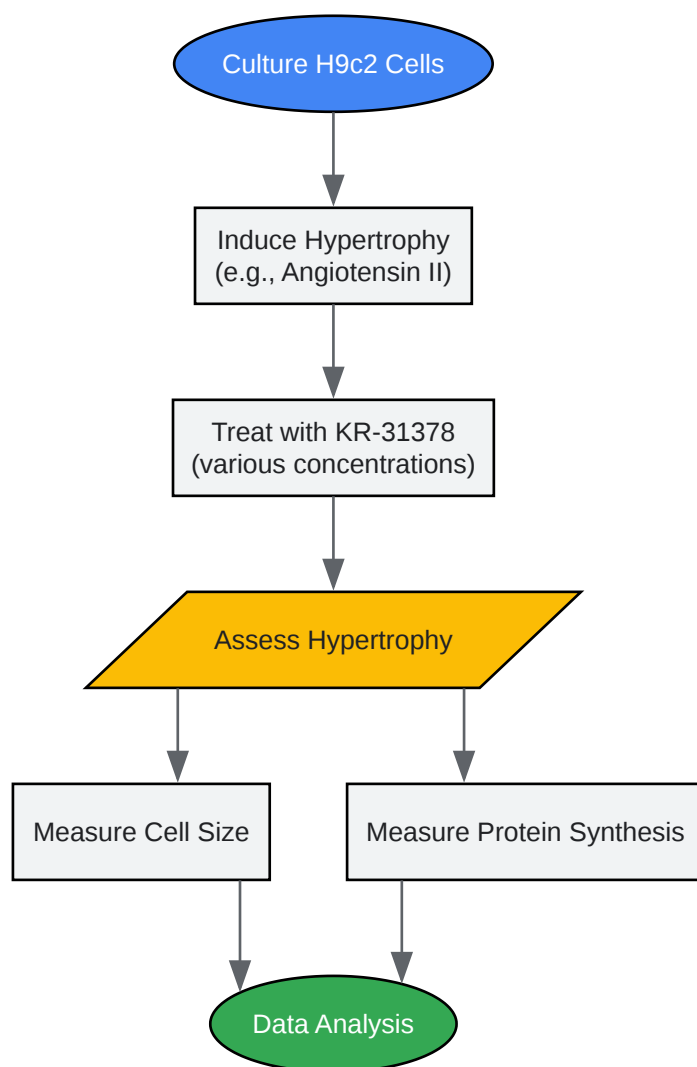 Culture H9c2 Cells
Induce Hypertrophy
(e.g., Angiotensin II)
Treat with KR-31378
(various concentrations)
Assess Hypertrophy
Measure Cell Size
Measure Protein Synthesis
Data Analysis